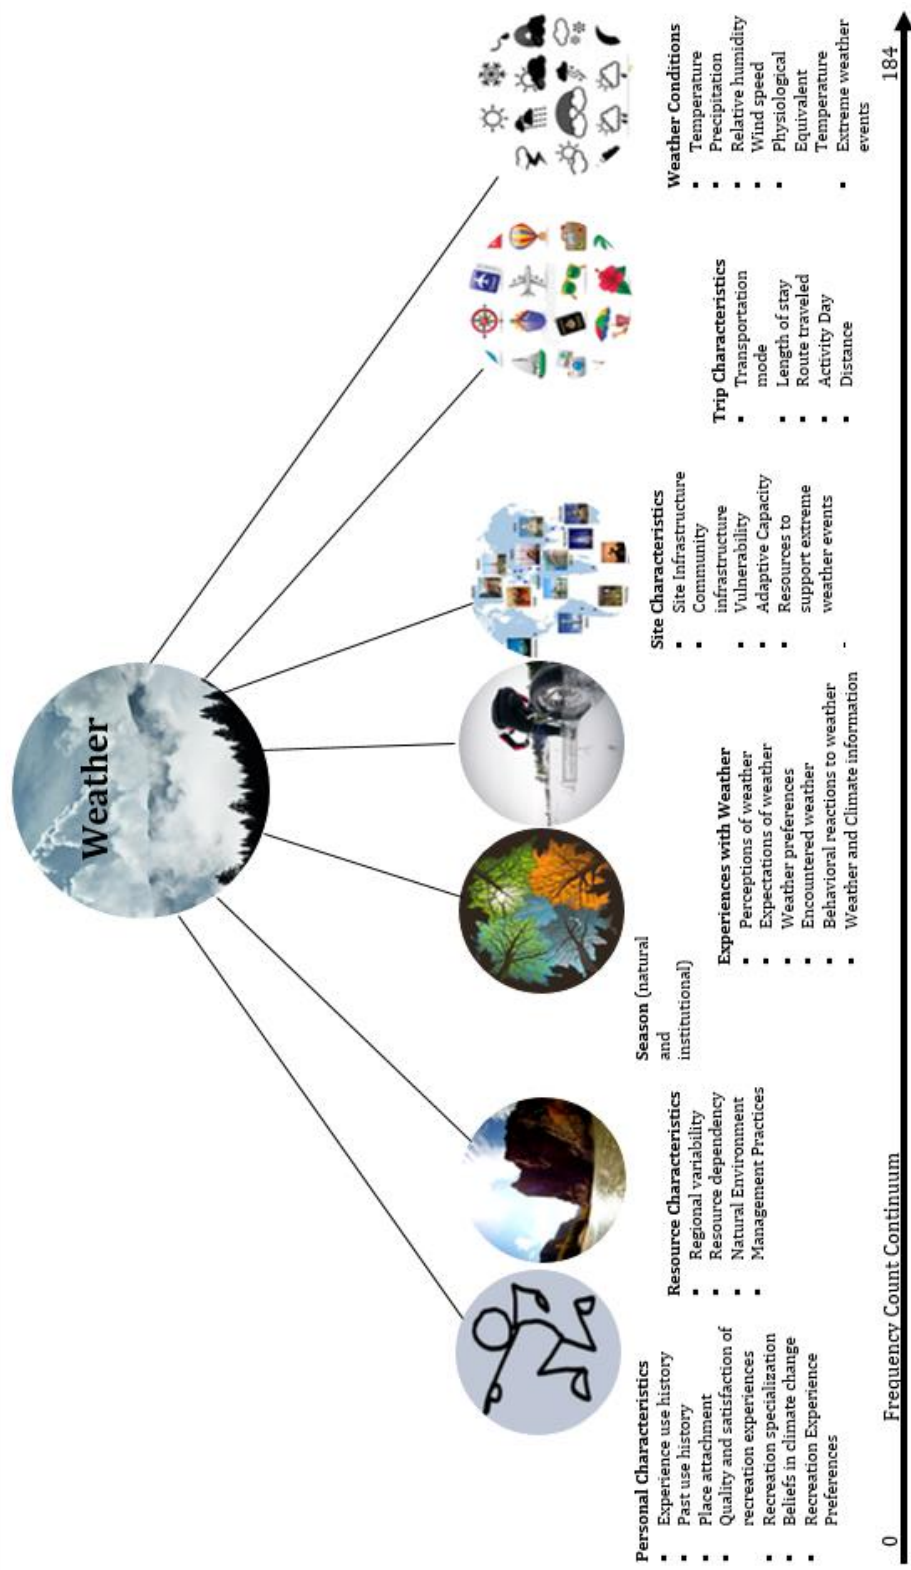 Weather
Personal Characteristics
▪ Experience use history
▪ Past use history
▪ Place attachment
▪ Quality and satisfaction of
recreation experiences
▪ Recreation specialization
▪ Beliefs in climate change
▪ Recreation Experience
Preferences
Resource Characteristics
▪ Regional variability
▪ Resource dependency
▪ Natural Environment
▪ Management Practices
Season (natural
and
institutional)
Experiences with Weather
▪ Perceptions of weather
▪ Expectations of weather
▪ Weather preferences
▪ Encountered weather
▪ Behavioral reactions to weather
▪ Weather and Climate information
Site Characteristics
▪ Site Infrastructure
▪ Community
infrastructure
▪ Vulnerability
▪ Adaptive Capacity
▪ Resources to
support extreme
weather events
-
Trip Characteristics
▪ Transportation
mode
▪ Length of stay
▪ Route traveled
▪ Activity Day
▪ Distance
Weather Conditions
▪ Temperature
▪ Precipitation
▪ Relative humidity
▪ Wind speed
▪ Physiological
Equivalent
Temperature
▪ Extreme weather
events
0 Frequency Count Continuum 184